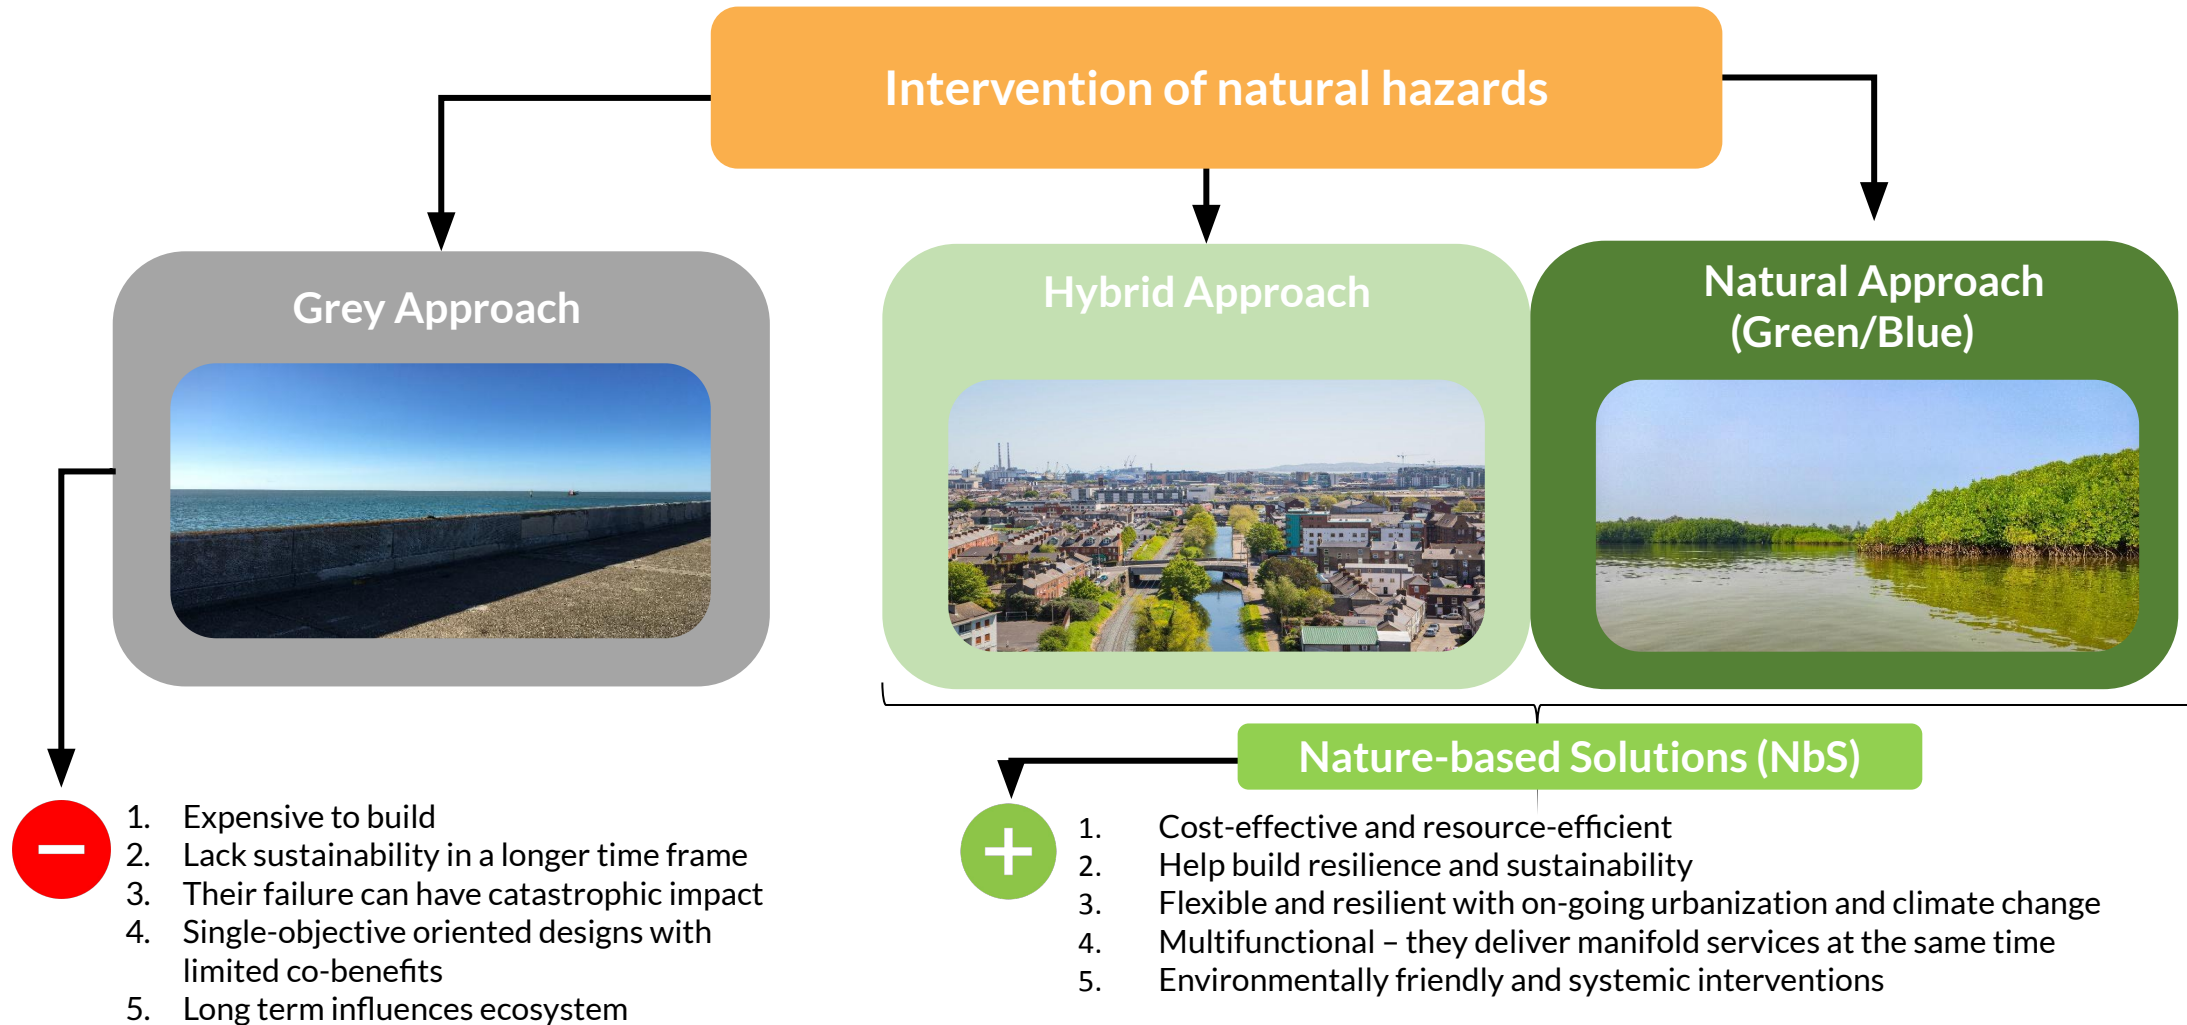 Intervention of natural hazards
Grey Approach
Hybrid Approach
Natural Approach
(Green/Blue)
Nature-based Solutions (NbS)
1. Expensive to build
2. Lack sustainability in a longer time frame
3. Their failure can have catastrophic impact
4. Single-objective oriented designs with
limited co-benefits
5. Long term influences ecosystem
1. Cost-effective and resource-efficient
2. Help build resilience and sustainability
3. Flexible and resilient with on-going urbanization and climate change
4. Multifunctional – they deliver manifold services at the same time
5. Environmentally friendly and systemic interventions